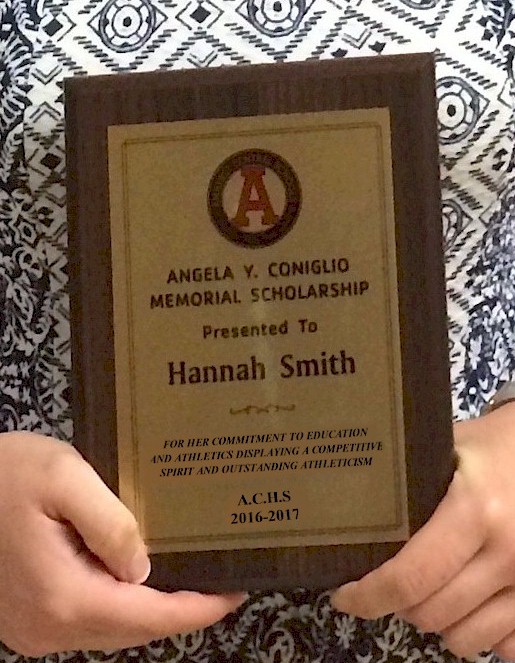 A
ANGELA Y. CONIGLIO
MEMORIAL SCHOLARSHIP
Presented To
Hannah Smith
FOR HER COMMITMENT TO EDUCATION
AND ATHLETICS DISPLAYING A COMPETITIVE
SPIRIT AND OUTSTANDING ATHLETICISM
A.C.H.S
2016-2017